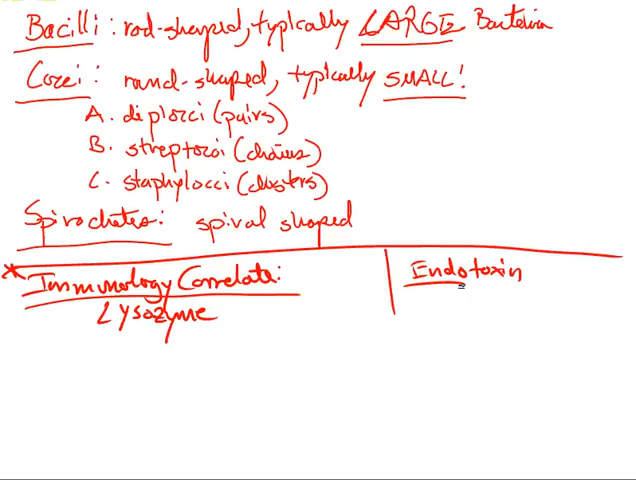 Bacilli: rod-shaped, typically LARGE Bacteria
Cocci: round-shaped, typically SMALL!
A. diplocci (pairs)
B. streptocci (chains)
C. staphylocci (clusters)
Spirochetes: spiral shaped
* Immunology Correlate: 
Lysozyme
Endotoxin